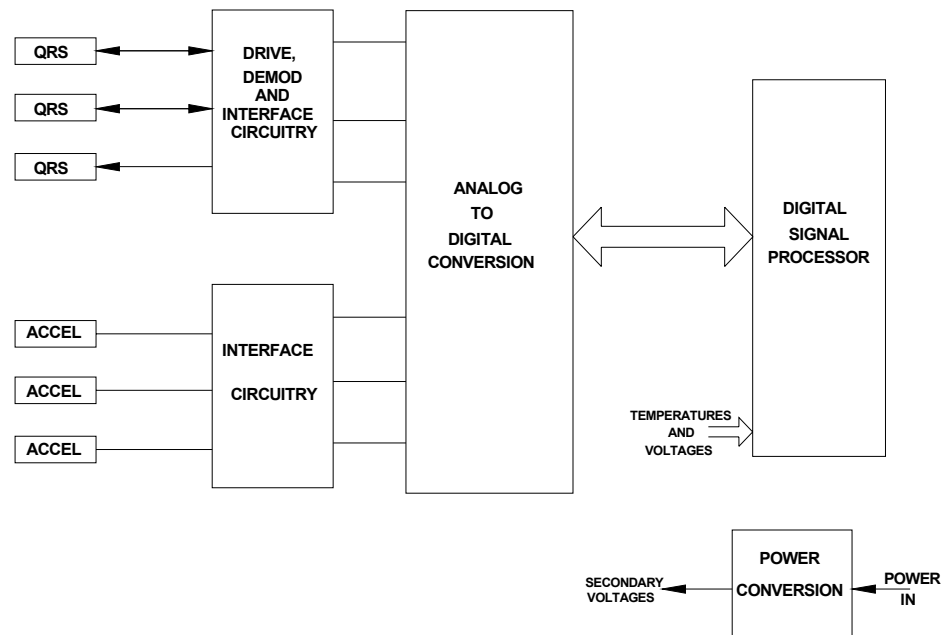 QRS
QRS
QRS
DRIVE,
DEMOD
AND
INTERFACE
CIRCUITRY
ACCEL
ACCEL
ACCEL
INTERFACE
CIRCUITRY
ANALOG
TO
DIGITAL
CONVERSION
DIGITAL
SIGNAL
PROCESSOR
TEMPERATURES
AND
VOLTAGES
SECONDARY
VOLTAGES
POWER
CONVERSION
POWER
IN